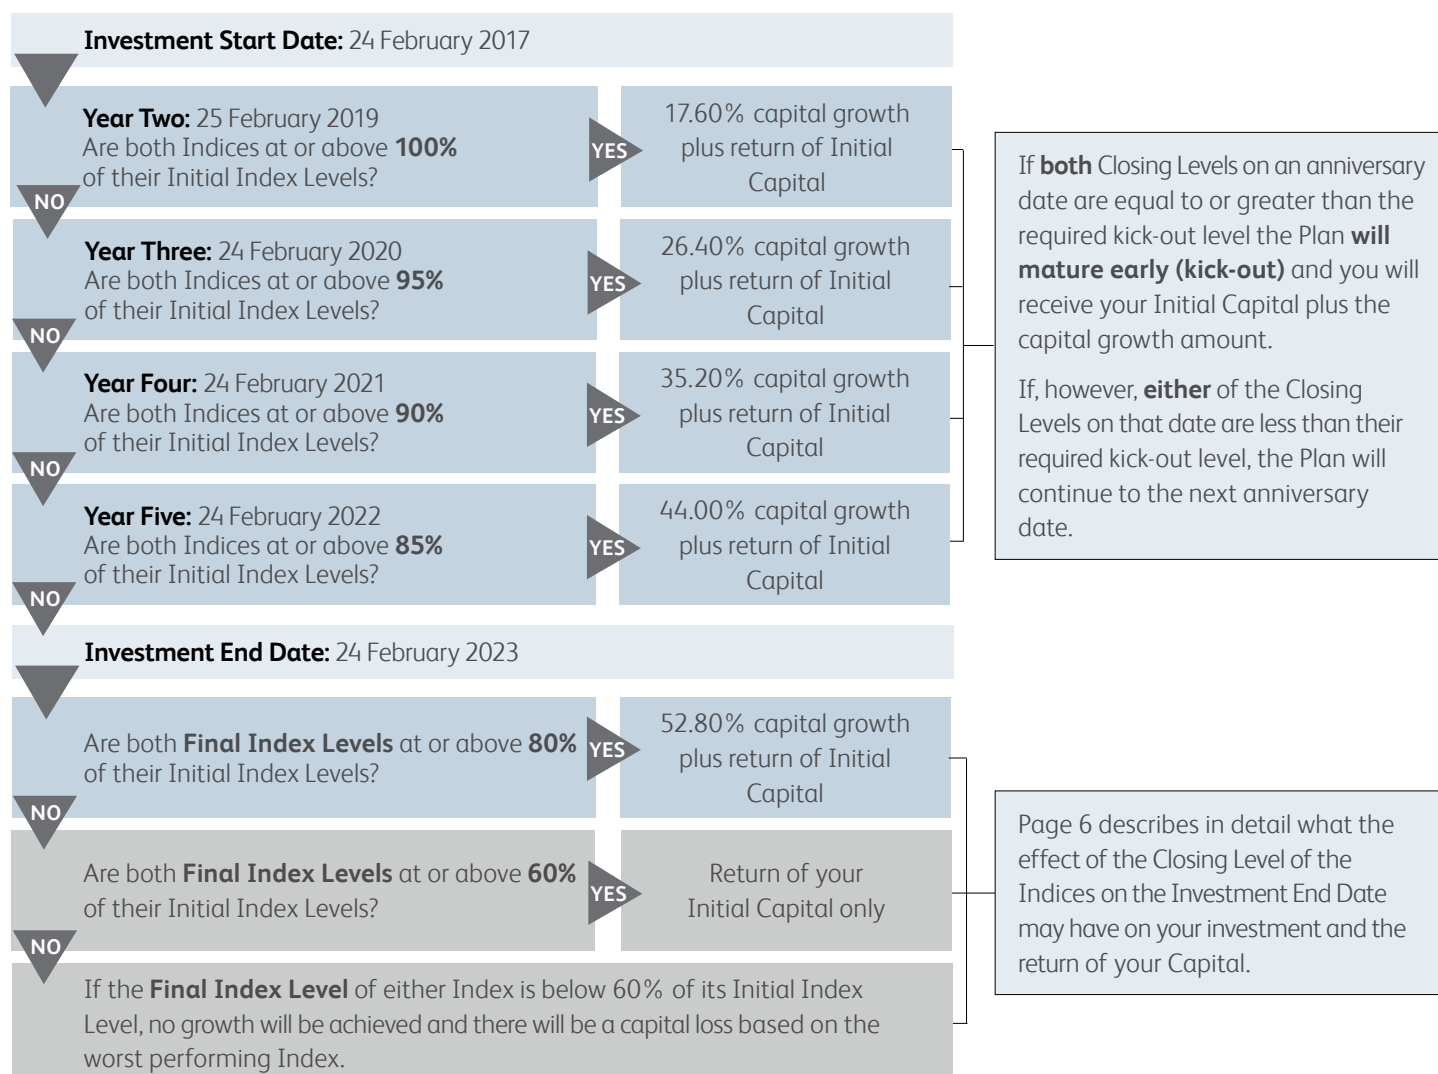 Investment Start Date: 24 February 2017
Year Two: 25 February 2019
Are both Indices at or above 100%
of their Initial Index Levels?
YES
17.60% capital growth
plus return of Initial
Capital
NO
Year Three: 24 February 2020
Are both Indices at or above 95%
of their Initial Index Levels?
YES
26.40% capital growth
plus return of Initial
Capital
NO
Year Four: 24 February 2021
Are both Indices at or above 90%
of their Initial Index Levels?
YES
35.20% capital growth
plus return of Initial
Capital
NO
Year Five: 24 February 2022
Are both Indices at or above 85%
of their Initial Index Levels?
YES
44.00% capital growth
plus return of Initial
Capital
NO
If both Closing Levels on an anniversary
date are equal to or greater than the
required kick-out level the Plan will
mature early (kick-out) and you will
receive your Initial Capital plus the
capital growth amount.
If, however, either of the Closing
Levels on that date are less than their
required kick-out level, the Plan will
continue to the next anniversary
date.
Investment End Date: 24 February 2023
Are both Final Index Levels at or above 80%
of their Initial Index Levels?
YES
52.80% capital growth
plus return of Initial
Capital
NO
Are both Final Index Levels at or above 60%
of their Initial Index Levels?
YES
Return of your
Initial Capital only
NO
If the Final Index Level of either Index is below 60% of its Initial Index
Level, no growth will be achieved and there will be a capital loss based on the
worst performing Index.
Page 6 describes in detail what the
effect of the Closing Level of the
Indices on the Investment End Date
may have on your investment and the
return of your Capital.